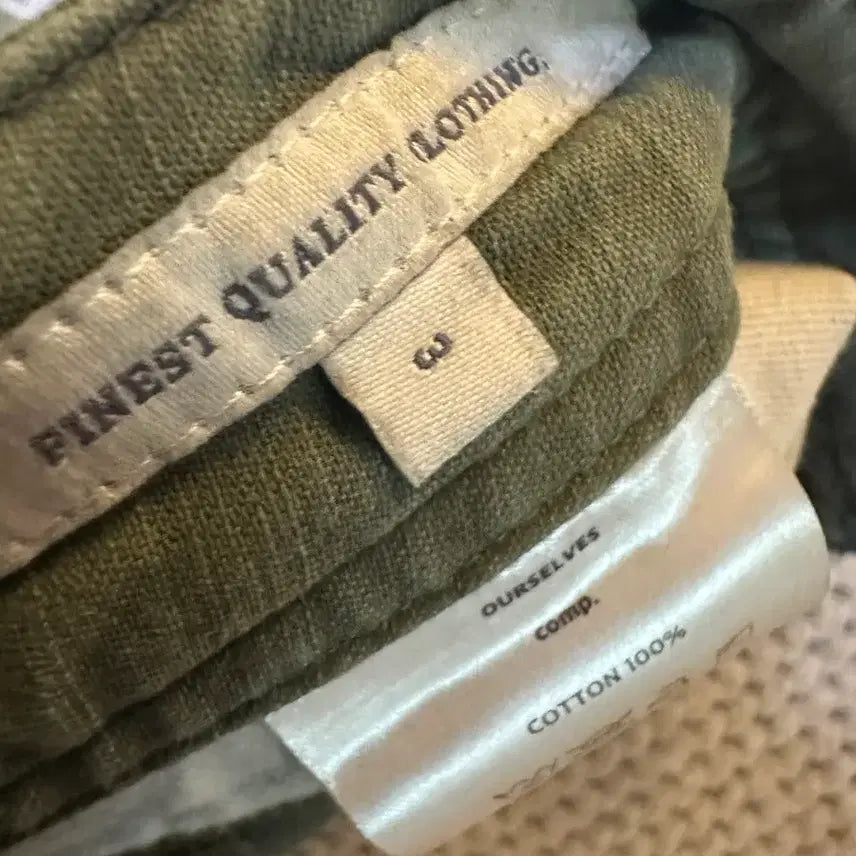 FINEST QUALITY CLOTHING.
3
OURSELVES
comp.
COTTON 100%